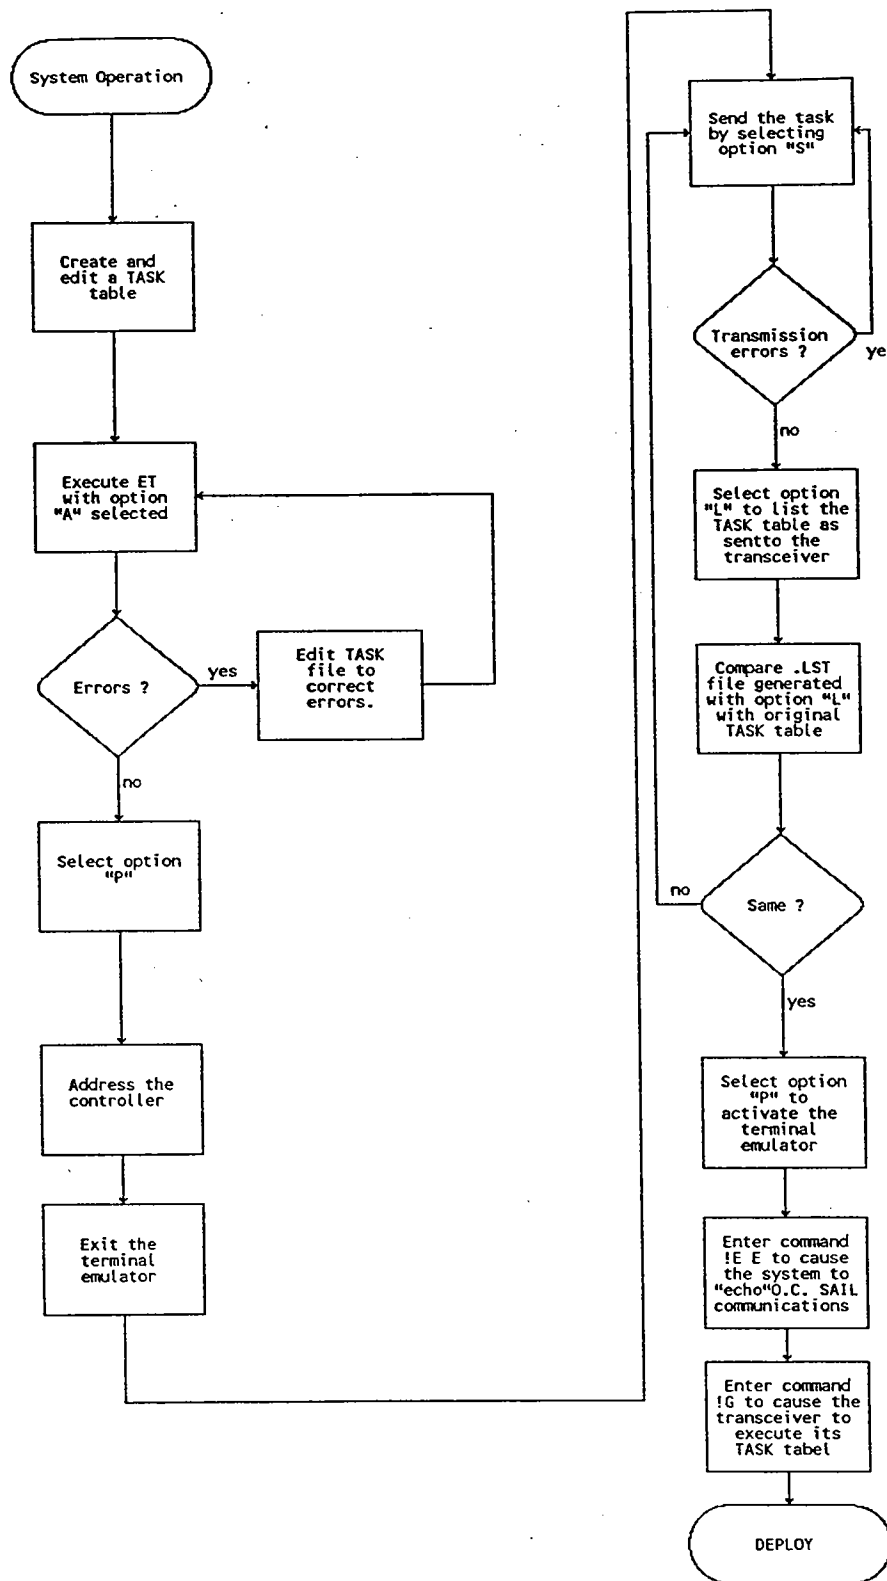 System Operation
Create and
edit a TASK
table
Execute ET
with option
"A" selected
Errors ?
yes
Edit TASK
file to
correct
errors.
no
Select option
"P"
Address the
controller
Exit the
terminal
emulator
Send the task
by selecting
option "S"
Transmission
errors ?
ye
no
Select option
"L" to list the
TASK table as
sentto the
transceiver
Compare .LST
file generated
with option "L"
with original
TASK table
Same ?
no
yes
Select option
"P" to
activate the
terminal
emulator
Enter command
!E E to cause
the system to
"echo"O.C. SAIL
communications
Enter command
!G to cause the
transceiver to
execute its
TASK tabel
DEPLOY